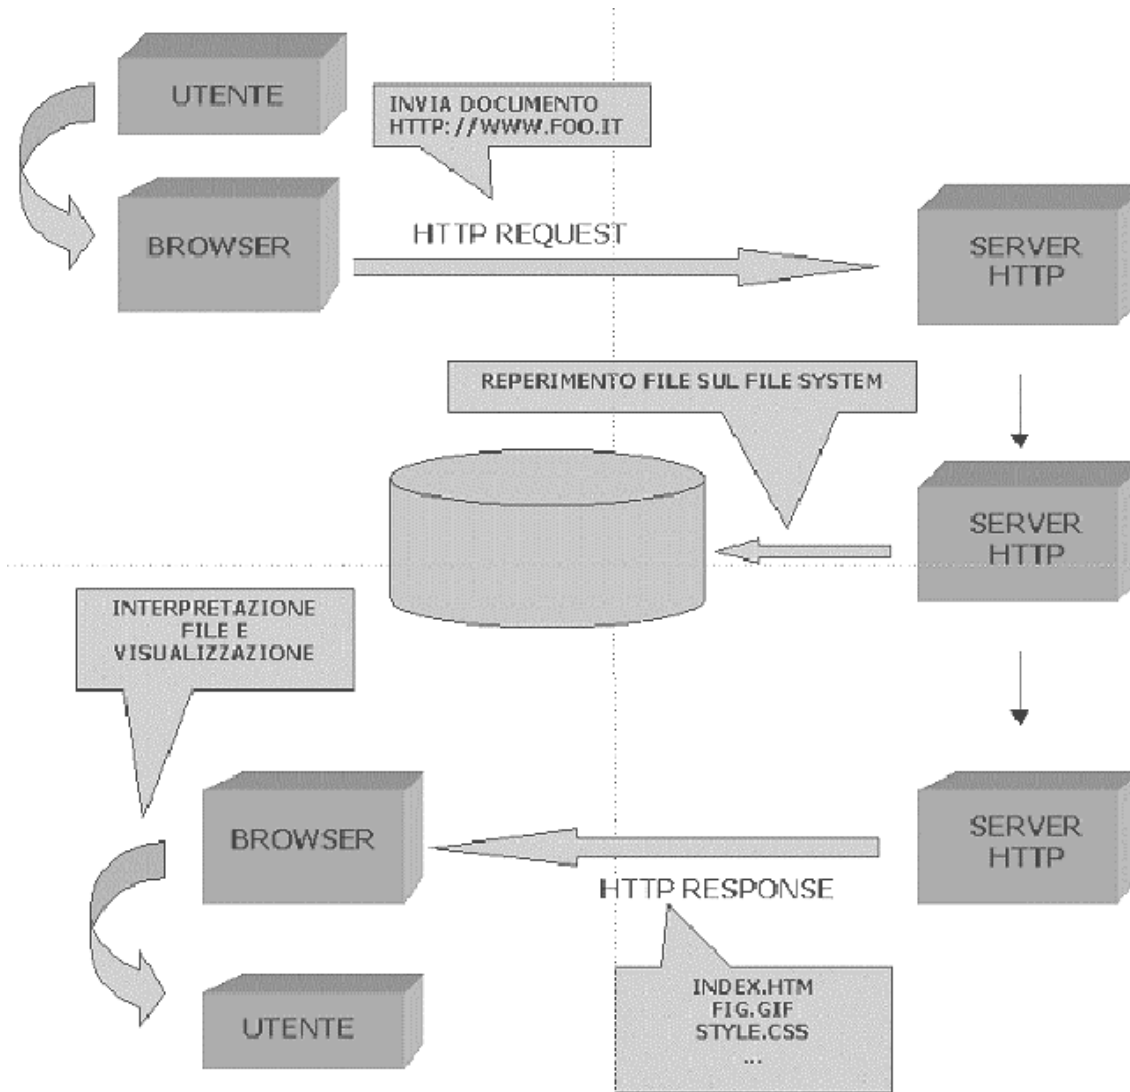 UTENTE
INVIA DOCUMENTO
HTTP://WWW.FOO.IT
BROWSER
HTTP REQUEST
SERVER
HTTP
REPERIMENTO FILE SUL FILE SYSTEM
SERVER
HTTP
INTERPRETAZIONE
FILE E
VISUALIZZAZIONE
BROWSER
SERVER
HTTP
HTTP RESPONSE
UTENTE
INDEX.HTM
FIG.GIF
STYLE.CSS
...